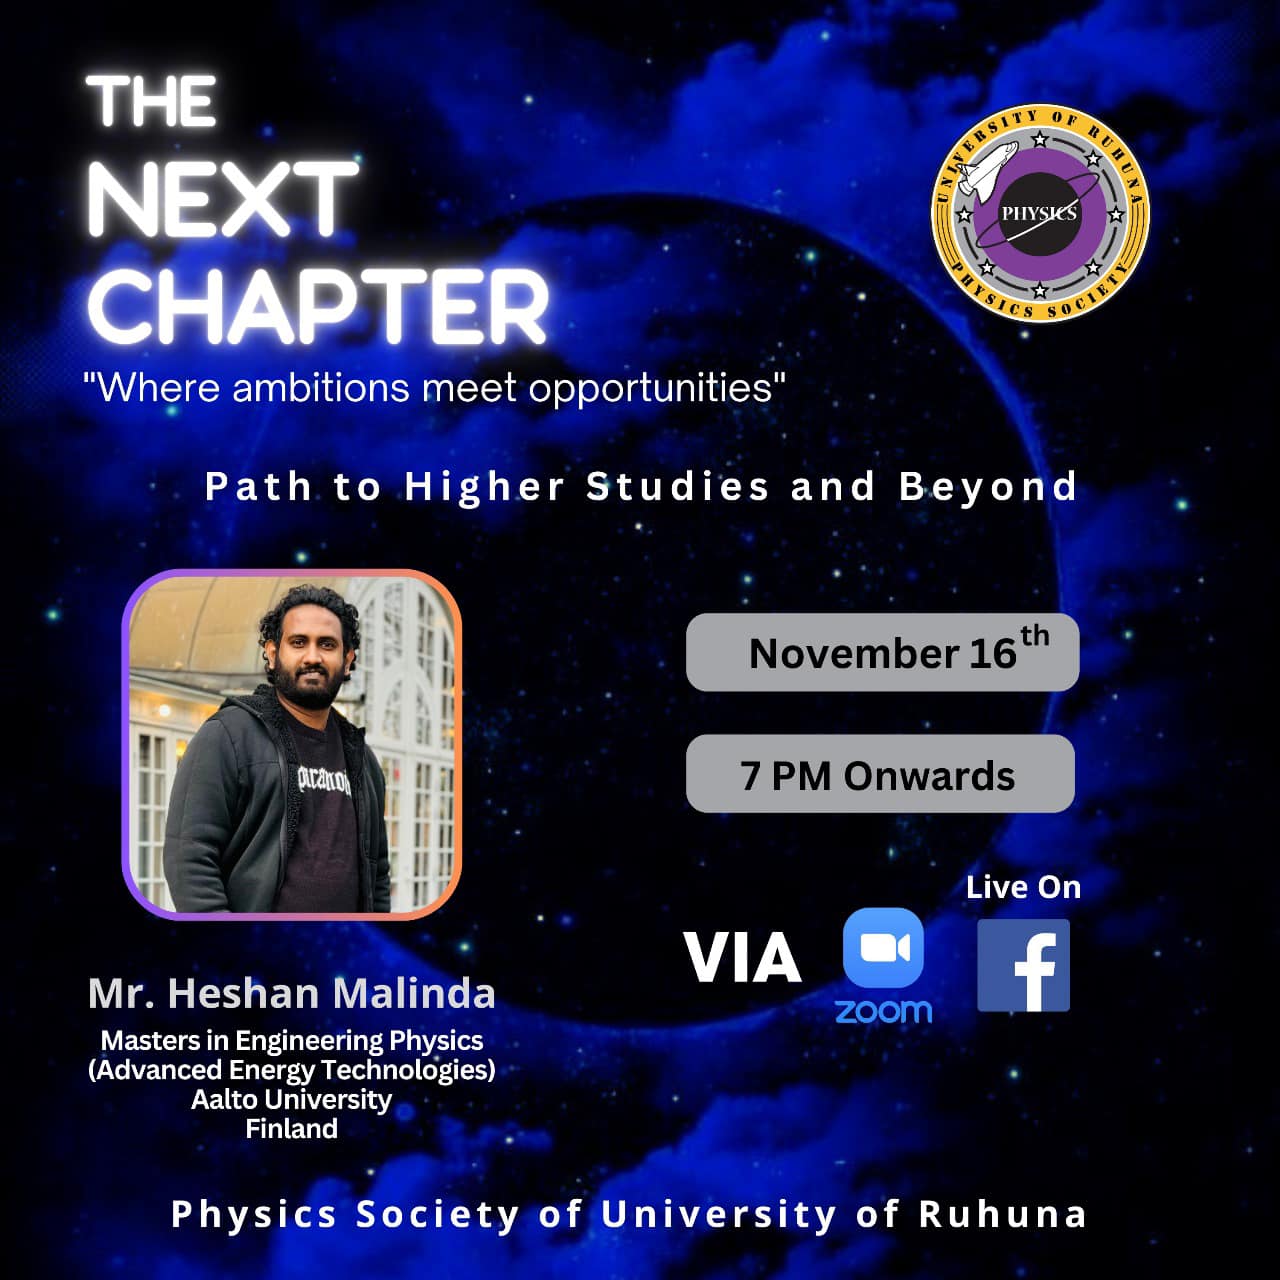 THE
NEXT
CHAPTER
"Where ambitions meet opportunities"
UNIVERSITY OF RUHUNA
PHYSICS
PHYSICS SOCIETY
Path to Higher Studies and Beyond
November 16th
7 PM Onwards
Live On
VIA
zoom
f
Mr. Heshan Malinda
Masters in Engineering Physics
(Advanced Energy Technologies)
Aalto University
Finland
Physics Society of University of Ruhuna